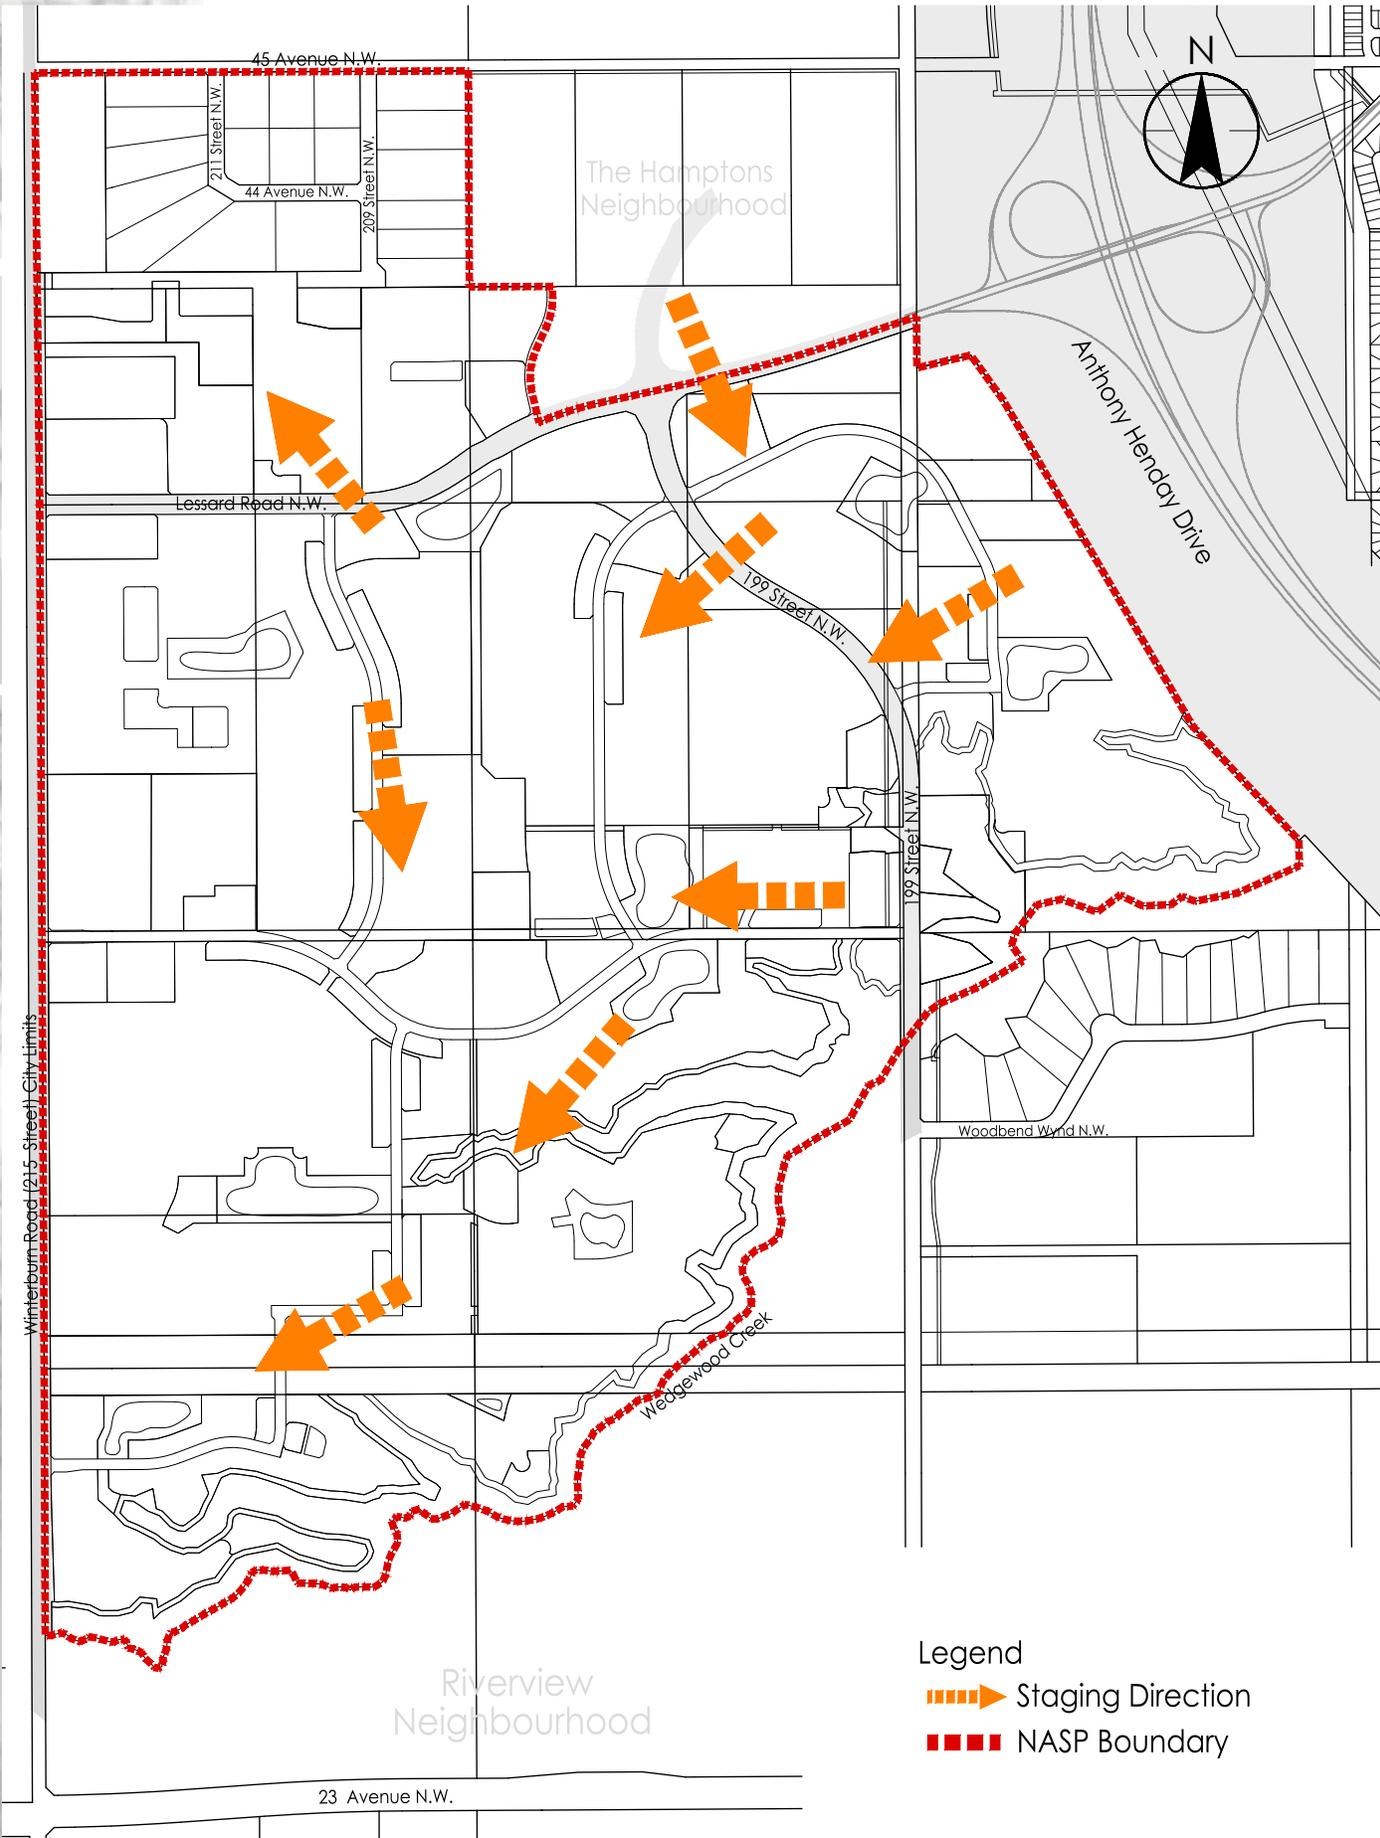 45 Avenue N.W.
N
211 Street N.W.
209 Street N.W.
44 Avenue N.W.
The Hamptons
Neighbourhood
Anthony Henday Drive
Lessard Road N.W.
199 Street N.W.
199 Street N.W.
Winterburn Road (215 Street) City Limits
Woodbend Wynd N.W.
Wedgewood Creek
Legend
Staging Direction
NASP Boundary
Riverview
Neighbourhood
23 Avenue N.W.